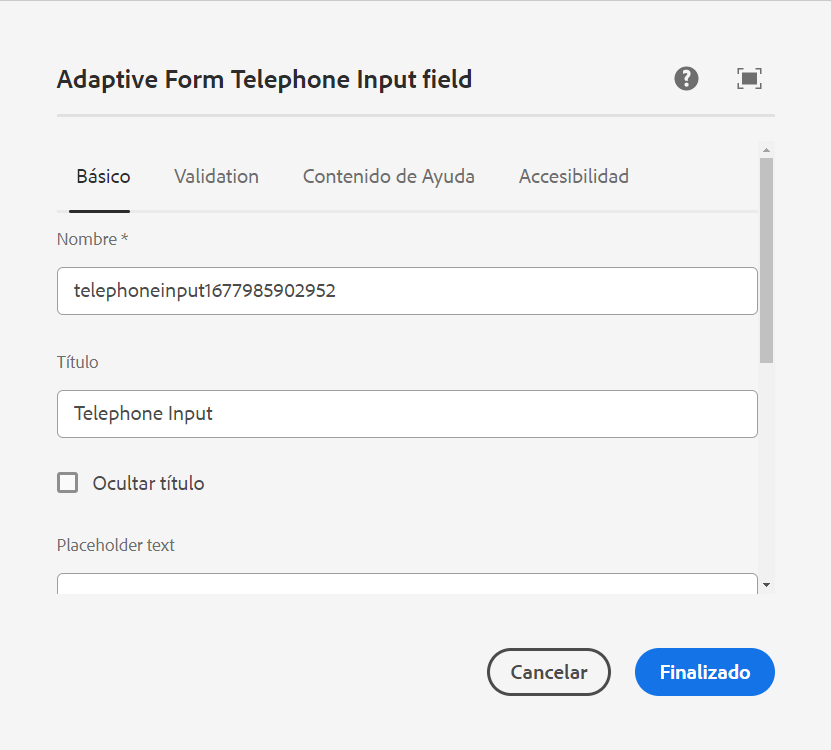 Adaptive Form Telephone Input field
Básico Validation Contenido de Ayuda Accesibilidad
Nombre *
telephoneinput1677985902952
Título
Telephone Input
Ocultar título
Placeholder text
Cancelar Finalizado